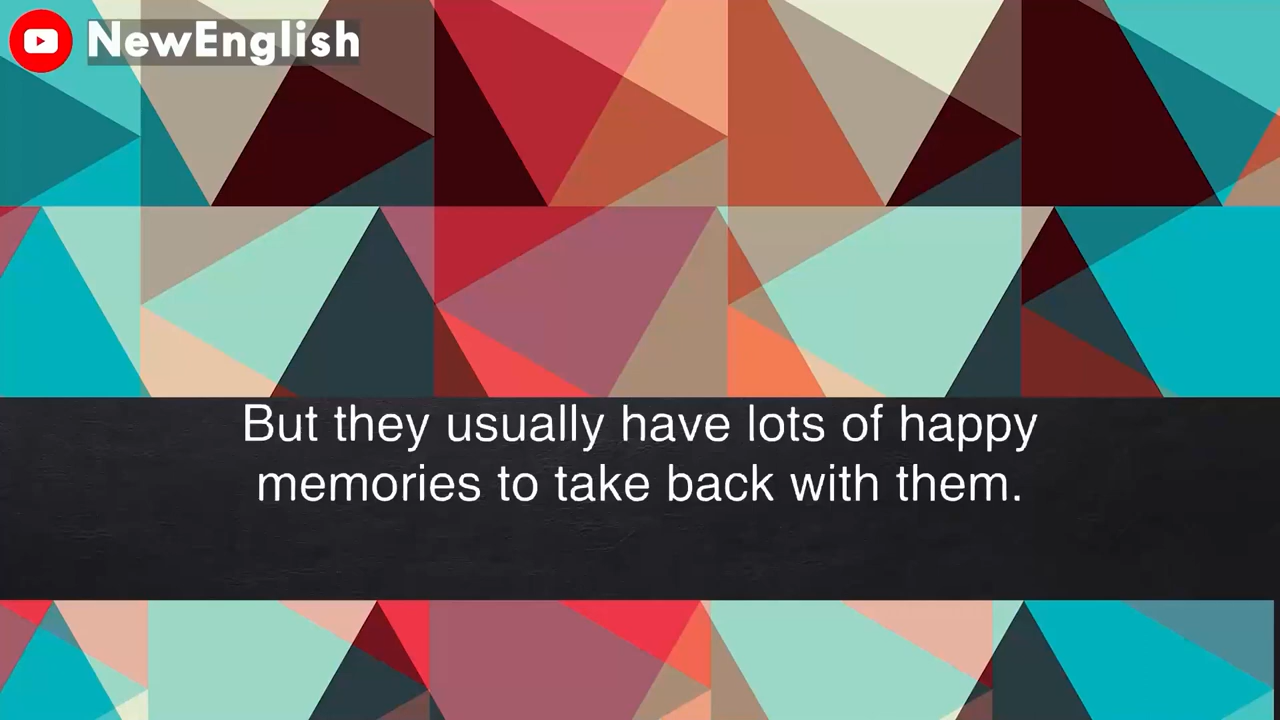 NewEnglish
But they usually have lots of happy
memories to take back with them.